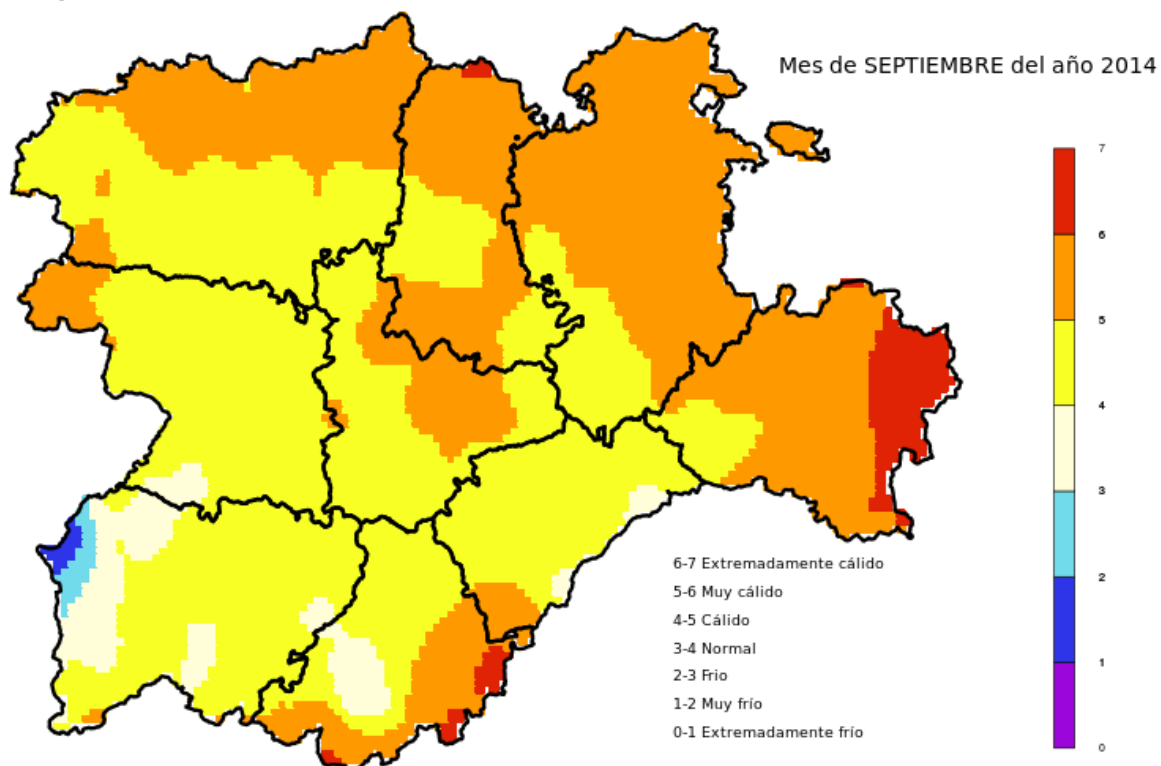 Mes de SEPTIEMBRE del año 2014
7
6
5
4
3
2
1
0
6-7 Extremadamente cálido
5-6 Muy cálido
4-5 Cálido
3-4 Normal
2-3 Frio
1-2 Muy frío
0-1 Extremadamente frío